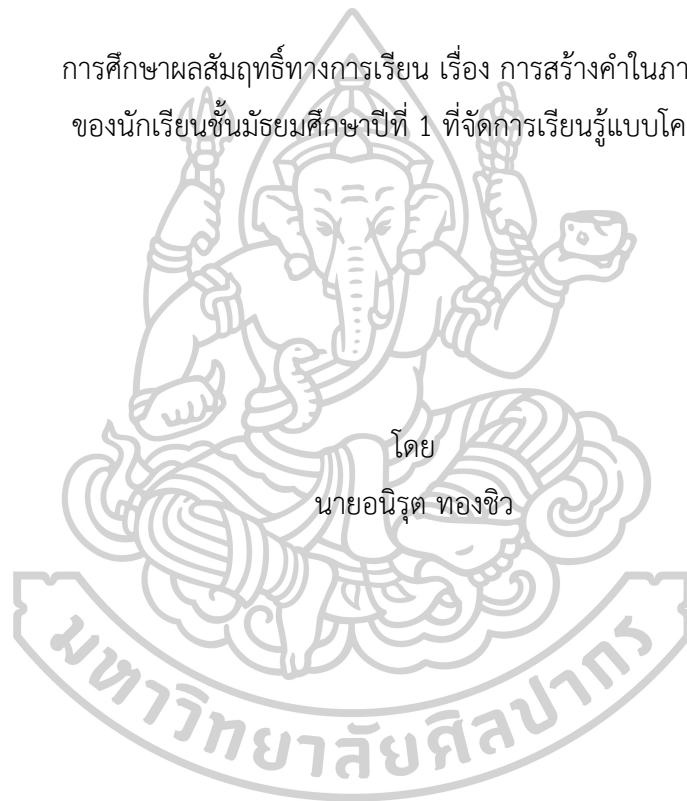 การศึกษาผลสัมฤทธิ์ทางการเรียน เรื่อง การสร้างคำในภา
ของนักเรียนชั้นมัธยมศึกษาปีที่ 1 ที่จัดการเรียนรู้แบบโค
โดย
นายอนิรุต ทองชิว
มหาวิทยาลัยศิลปากร